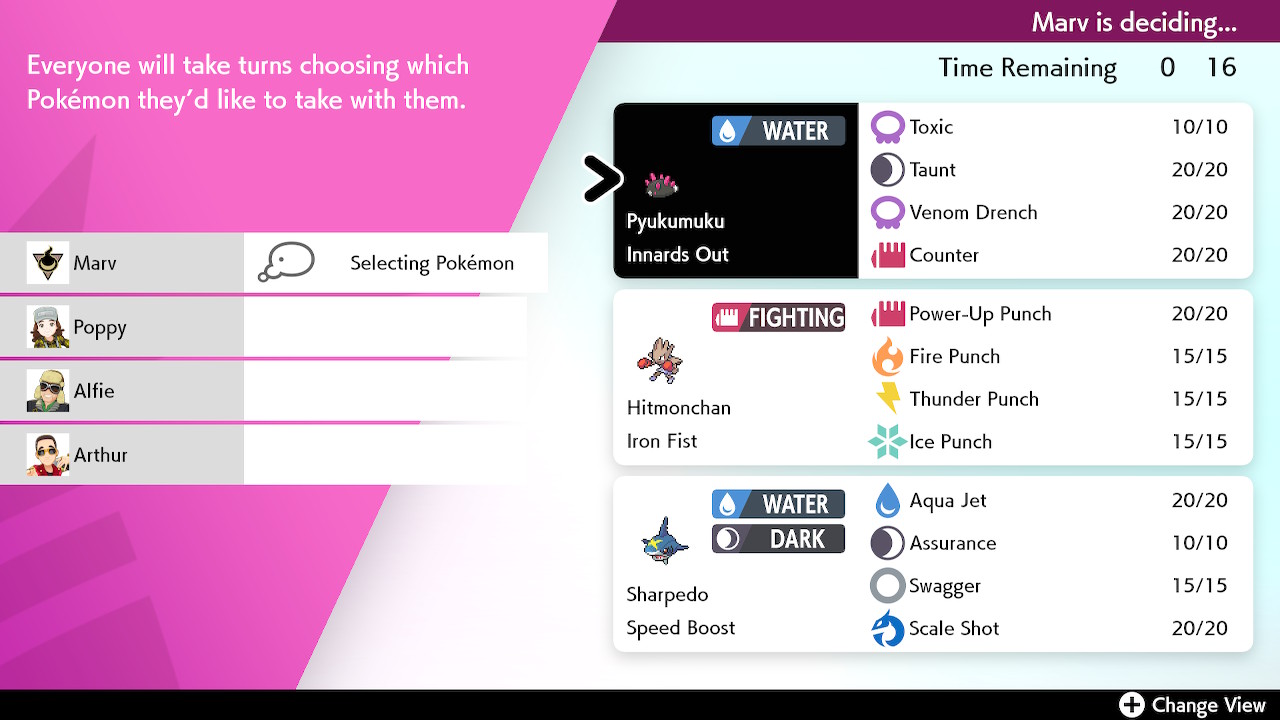 Marv is deciding...
Everyone will take turns choosing which
Pokémon they'd like to take with them.
Time Remaining 0 16
Marv Selecting Pokémon
Poppy
Alfie
Arthur
WATER
Pyukumuku
Innards Out
Toxic 10/10
Taunt 20/20
Venom Drench 20/20
Counter 20/20
FIGHTING
Hitmonchan
Iron Fist
Power-Up Punch 20/20
Fire Punch 15/15
Thunder Punch 15/15
Ice Punch 15/15
WATER
DARK
Sharpedo
Speed Boost
Aqua Jet 20/20
Assurance 10/10
Swagger 15/15
Scale Shot 20/20
Change View